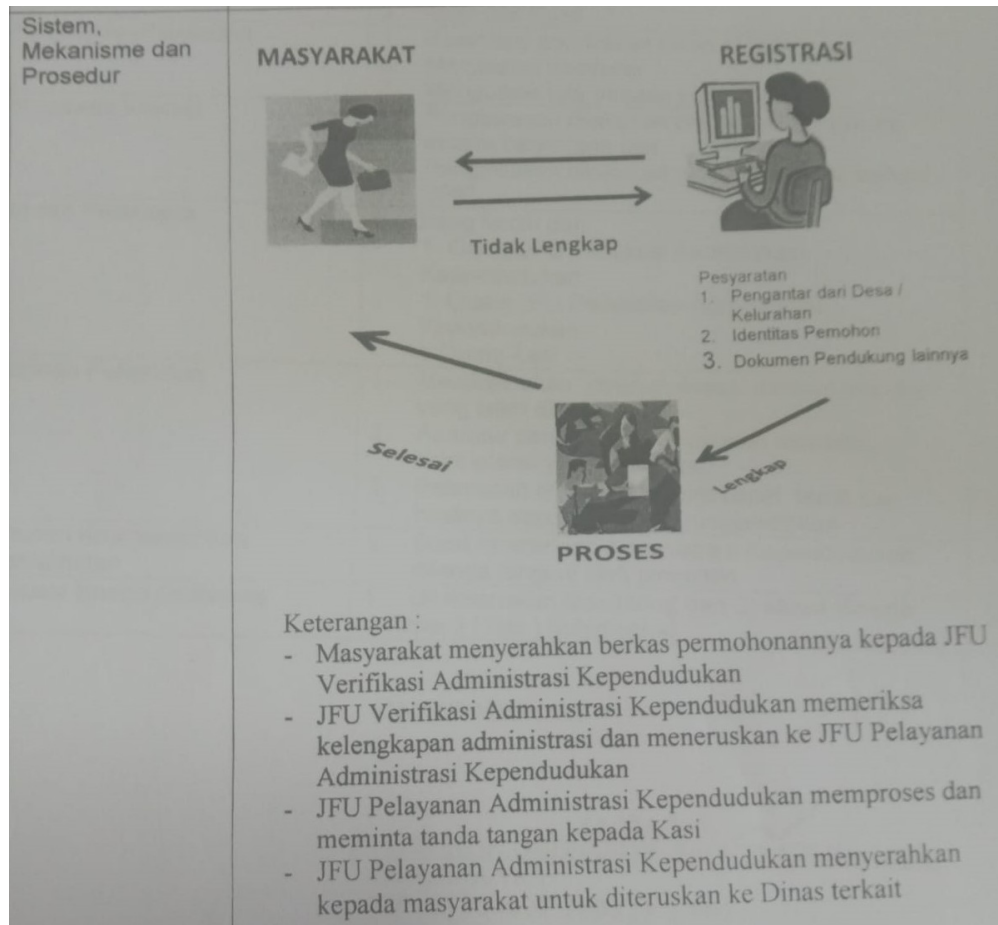 Sistem,
Mekanisme dan
Prosedur
MASYARAKAT
REGISTRASI
Tidak Lengkap
Pesyaratan
1. Pengantar dari Desa /
Kelurahan
2. Identitas Pemohon
3. Dokumen Pendukung lainnya
Selesai
Lengkap
PROSES
Keterangan :
- Masyarakat menyerahkan berkas permohonannya kepada JFU
Verifikasi Administrasi Kependudukan
- JFU Verifikasi Administrasi Kependudukan memeriksa
kelengkapan administrasi dan meneruskan ke JFU Pelayanan
Administrasi Kependudukan
- JFU Pelayanan Administrasi Kependudukan memproses dan
meminta tanda tangan kepada Kasi
- JFU Pelayanan Administrasi Kependudukan menyerahkan
kepada masyarakat untuk diteruskan ke Dinas terkait